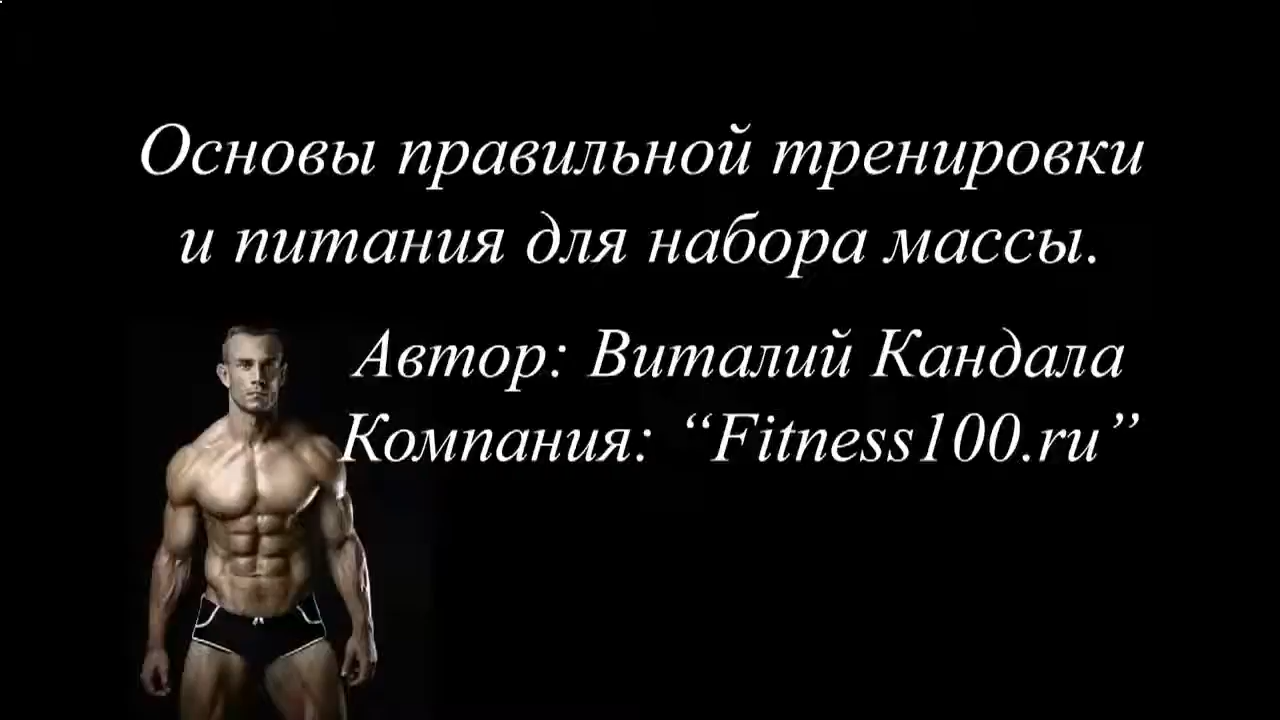 Основы правильной тренировки
и питания для набора массы.
Автор: Виталий Кандала
Компания: “Fitness100.ru”